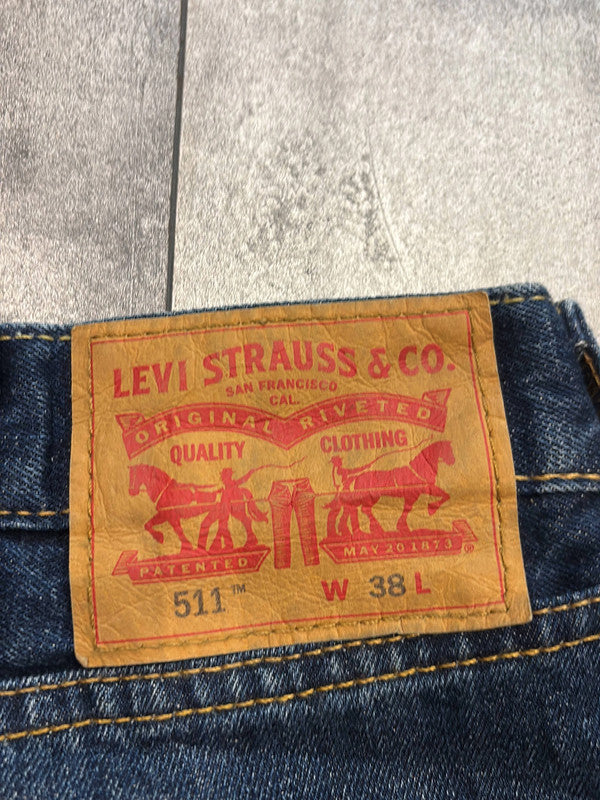 LEVI STRAUSS & CO.
SAN FRANCISCO
CAL.
ORIGINAL RIVETED
QUALITY CLOTHING
PATENTED MAY 20 1873 ®
511™ W 38 L